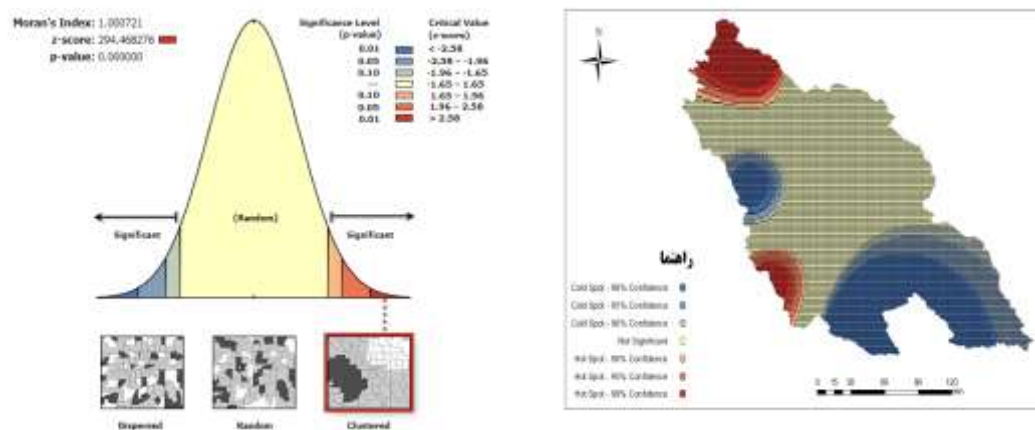 Moran's Index: 1.000721
z-score: 294.468276
p-value: 0.000000
Significance Level
(p-value)
Critical Value
(z-score)
0.01 < -2.58
0.05 -2.58 - -1.96
0.10 -1.96 - -1.65
--- -1.65 - 1.65
0.10 1.65 - 1.96
0.05 1.96 - 2.58
0.01 > 2.58
(Random)
Significant
Significant
Dispersed
Random
Clustered
N
راهنما
Cold Spot - 99% Confidence
Cold Spot - 95% Confidence
Cold Spot - 90% Confidence
Not Significant
Hot Spot - 90% Confidence
Hot Spot - 95% Confidence
Hot Spot - 99% Confidence
0 15 30 60 90 120